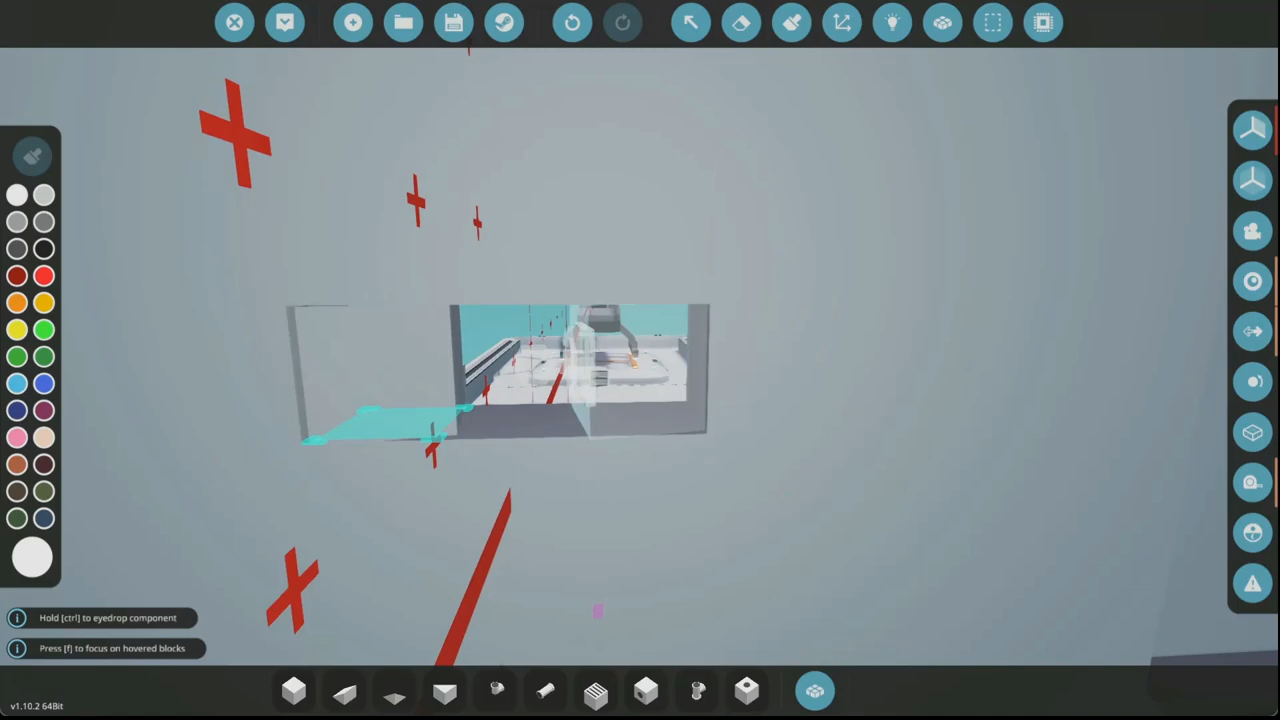 Hold [ctrl] to eyedrop component
Press [f] to focus on hovered blocks
v1.10.2 64Bit